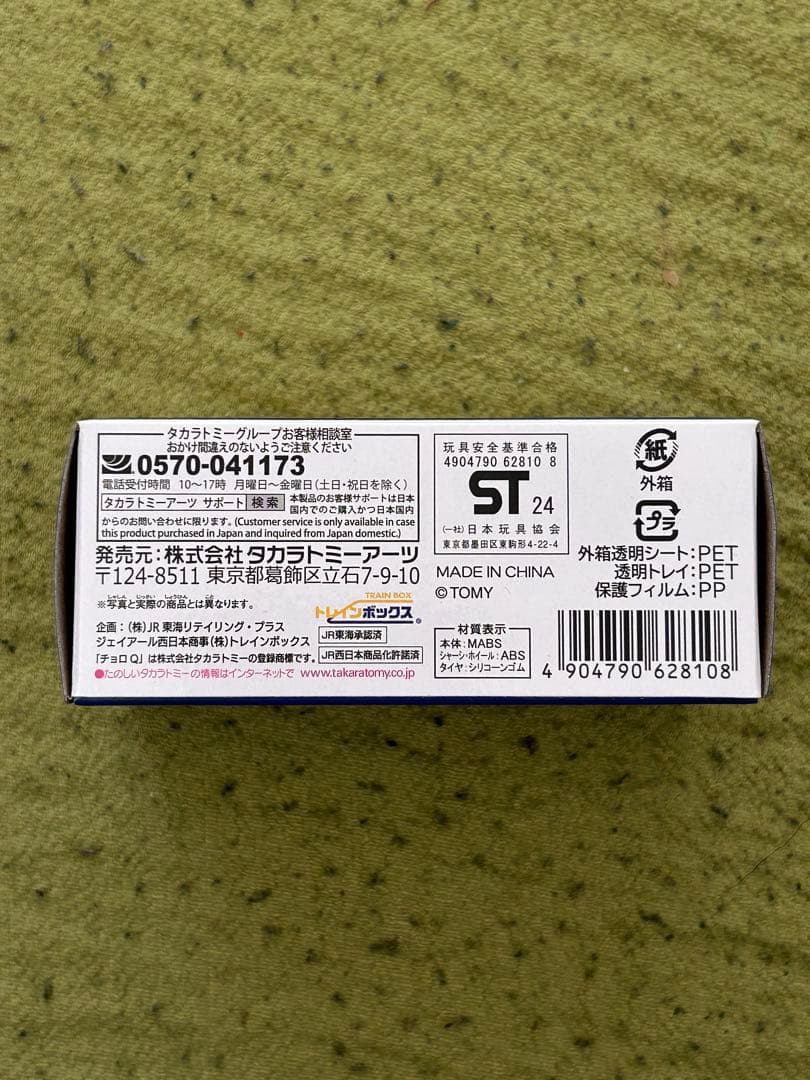 タカラトミーグループお客様相談室
おかけ間違えのないようご注意ください
0570-041173
電話受付時間 10〜17時 月曜日〜金曜日(土日・祝日を除く)
タカラトミーアーツ サポート 検索
本製品のお客様サポートは日本
国内でのご購入かつ日本国内
からのお問い合わせに限ります。(Customer service is only available in case
this product purchased in Japan and inquired from Japan domestic.)
発売元:株式会社タカラトミーアーツ
〒124-8511 東京都葛飾区立石7-9-10
しゃしん じっさい しょうひん こと
※写真と実際の商品とは異なります。
TRAIN BOX
トレインボックス®
企画:(株)JR東海リテイリング・プラス
ジェイアール西日本商事(株)トレインボックス
「チョロQ」は株式会社タカラトミーの登録商標です。
JR東海承認済
JR西日本商品化許諾済
●たのしいタカラトミーの情報はインターネットで www.takaratomy.co.jp
玩具安全基準合格
4904790 62810 8
ST 24
(一社)日本玩具協会
東京都墨田区東駒形4-22-4
MADE IN CHINA
©TOMY
材質表示
本体:MABS
シャーシ・ホイール:ABS
タイヤ:シリコーンゴム
紙
外箱
プラ
外箱透明シート:PET
透明トレイ:PET
保護フィルム:PP
4 904790 628108